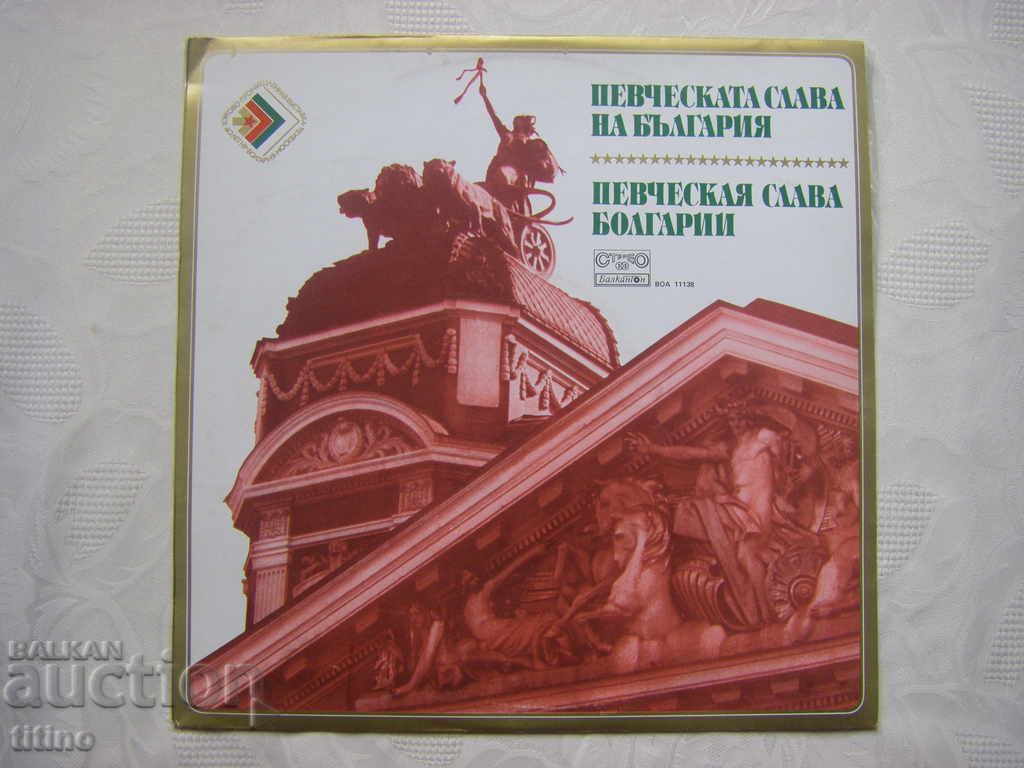 ПЕВЧЕСКАТА СЛАВА
НА БЪЛГАРИЯ
ПЕВЧЕСКАЯ СЛАВА
БОЛГАРИИ
СТЕРЕО
Балкантон
ВОА 11138
BALKAN
auction
titino